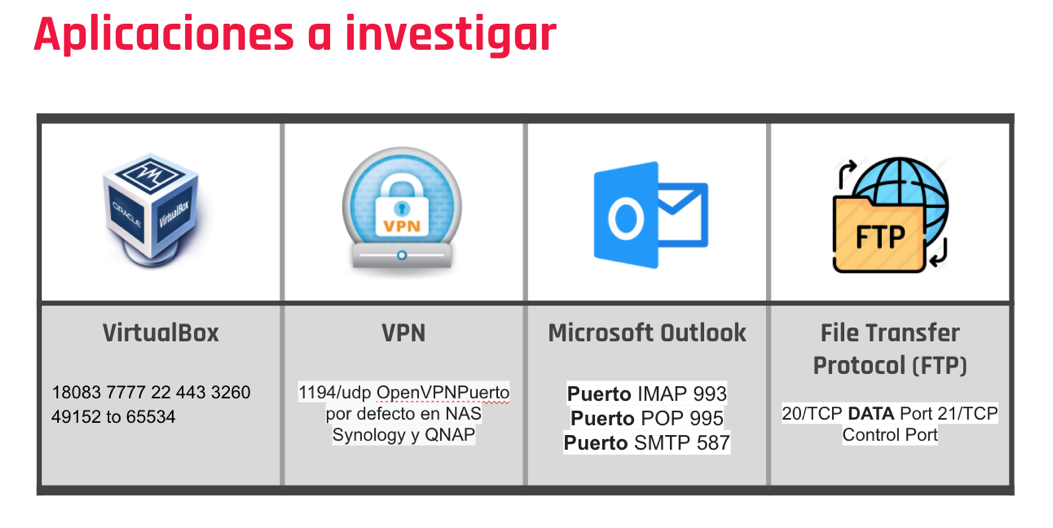 Aplicaciones a investigar
ORACLE
VirtualBox
VPN
FTP
VirtualBox
18083 7777 22 443 3260
49152 to 65534
VPN
1194/udp OpenVPNPuerto
por defecto en NAS
Synology y QNAP
Microsoft Outlook
Puerto IMAP 993
Puerto POP 995
Puerto SMTP 587
File Transfer
Protocol (FTP)
20/TCP DATA Port 21/TCP
Control Port